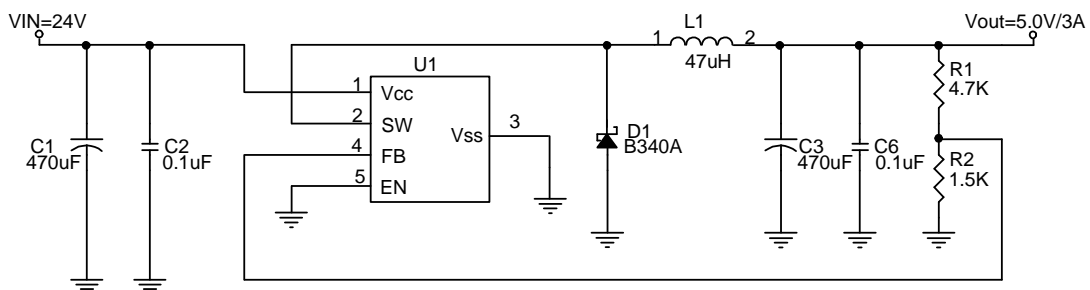 VIN=24V
L1
Vout=5.0V/3A
1
2
47uH
U1
R1
4.7K
1
Vcc
2
SW
Vss
3
4
FB
5
EN
C1
470uF
C2
0.1uF
D1
B340A
C3
470uF
C6
0.1uF
R2
1.5K